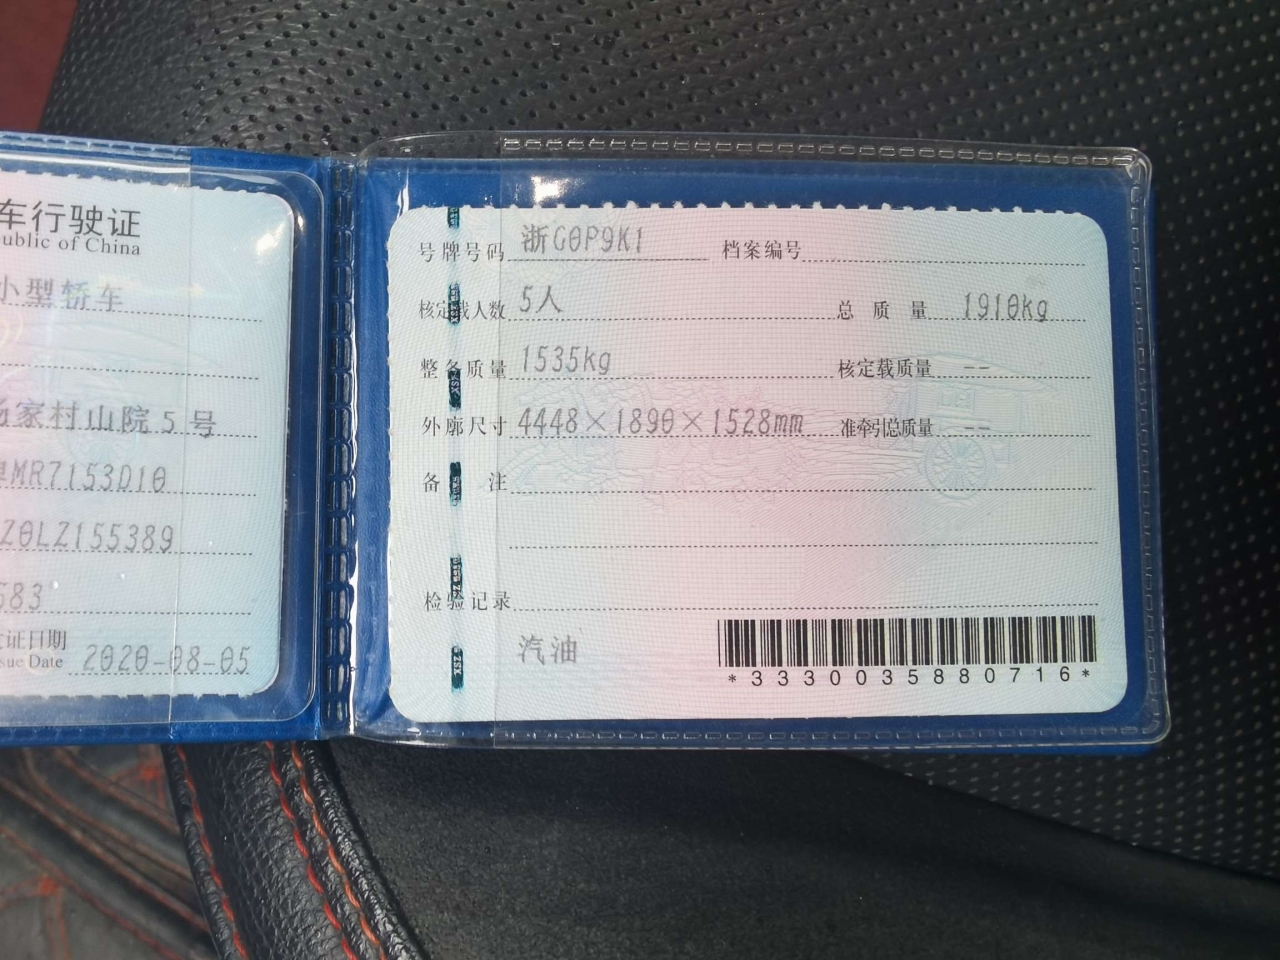 车行驶证
ublic of China
小型轿车
家村山院5号
MR7153D10
Z0LZ155389
683
证日期
sue Date 2020-08-05
号牌号码 浙G0P9K1 档案编号
核定载人数 5人 总质量 1910kg
整备质量 1535kg 核定载质量 --
外廓尺寸 4448×1890×1528mm 准牵引总质量 --
备注
检验记录
汽油
*3330035880716*